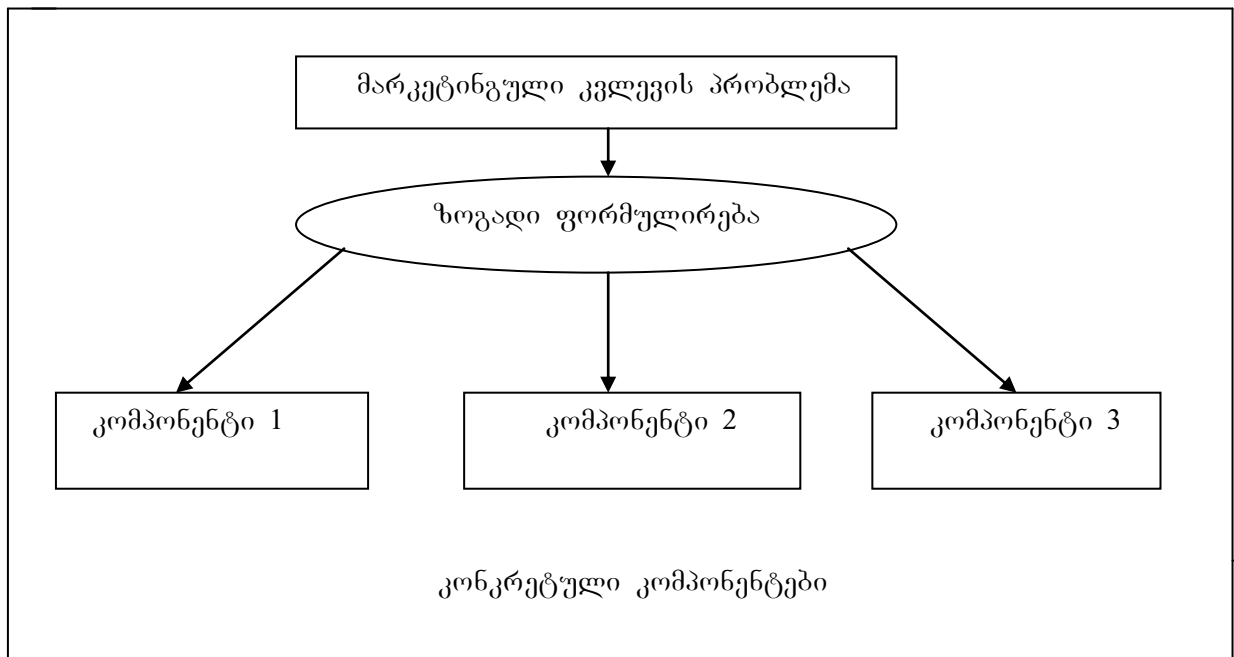 მარკეტინგული კვლევის პრობლემა
ზოგადი ფორმულირება
კომპონენტი 1
კომპონენტი 2
კომპონენტი 3
კონკრეტული კომპონენტები